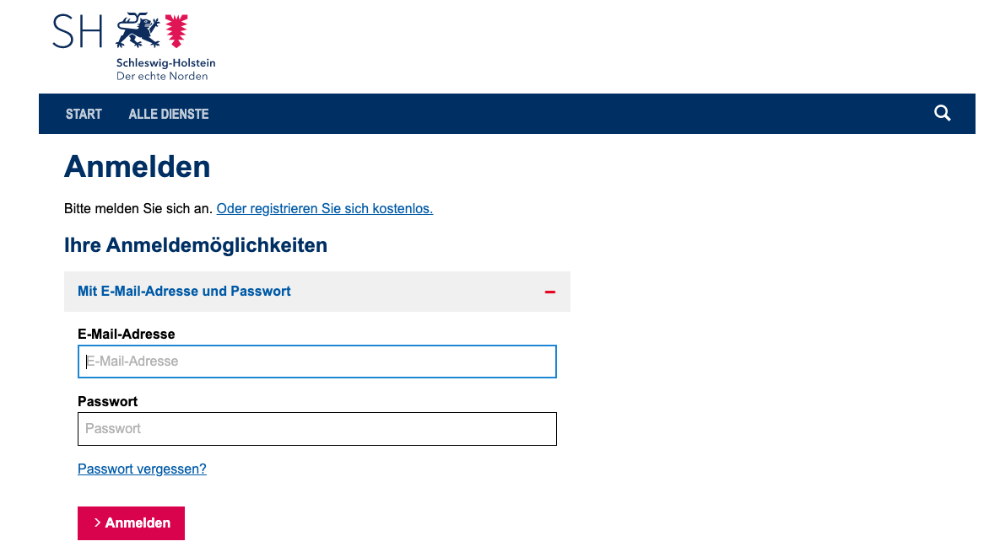 SH
Schleswig-Holstein
Der echte Norden
START ALLE DIENSTE
Anmelden
Bitte melden Sie sich an. Oder registrieren Sie sich kostenlos.
Ihre Anmeldemöglichkeiten
Mit E-Mail-Adresse und Passwort
E-Mail-Adresse
E-Mail-Adresse
Passwort
Passwort
Passwort vergessen?
Anmelden